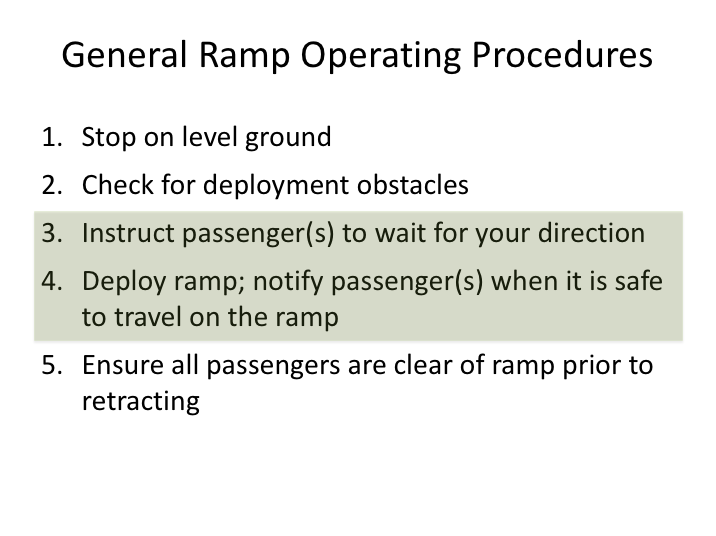 General Ramp Operating Procedures
1. Stop on level ground
2. Check for deployment obstacles
3. Instruct passenger(s) to wait for your direction
4. Deploy ramp; notify passenger(s) when it is safe
to travel on the ramp
5. Ensure all passengers are clear of ramp prior to
retracting